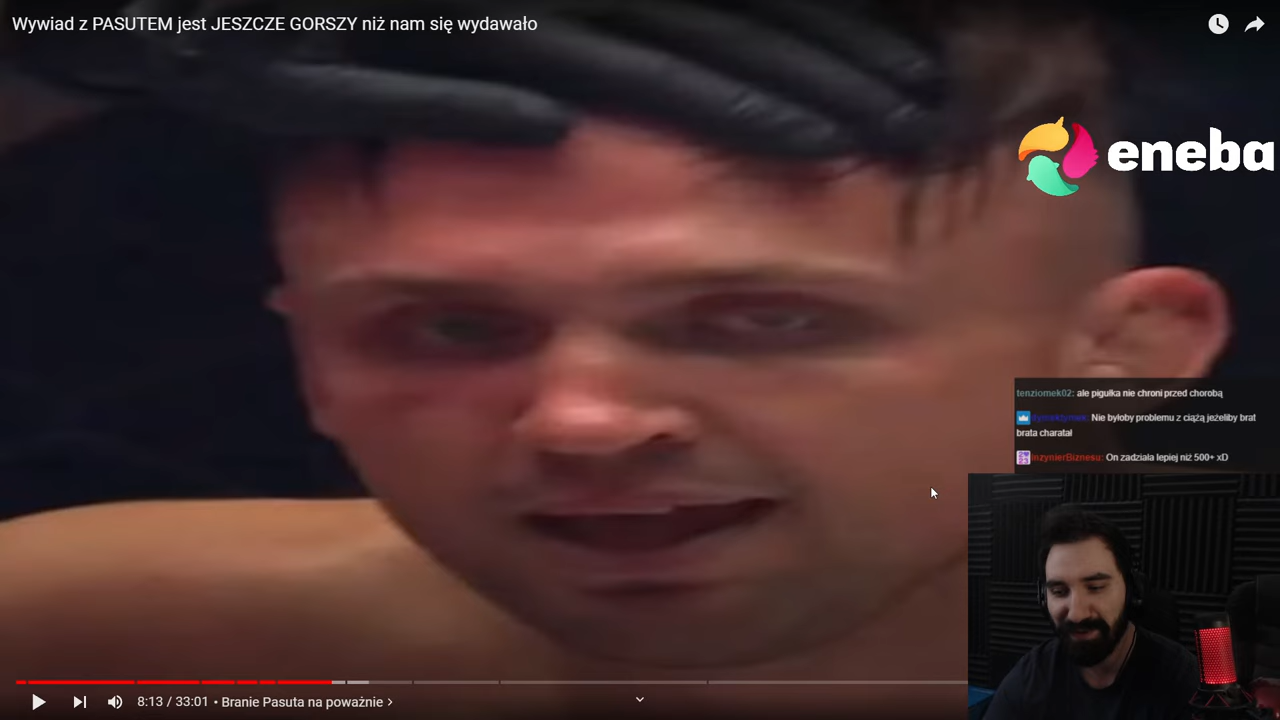 Wywiad z PASUTEM jest JESZCZE GORSZY niż nam się wydawało
eneba
tenziomek02: ale pigułka nie chroni przed chorobą
Nie byłoby problemu z ciążą jeżeliby brat
brata charatał
InzynierBiznesu: On zadziała lepiej niż 500+ xD
8:13 / 33:01 • Branie Pasuta na poważnie >